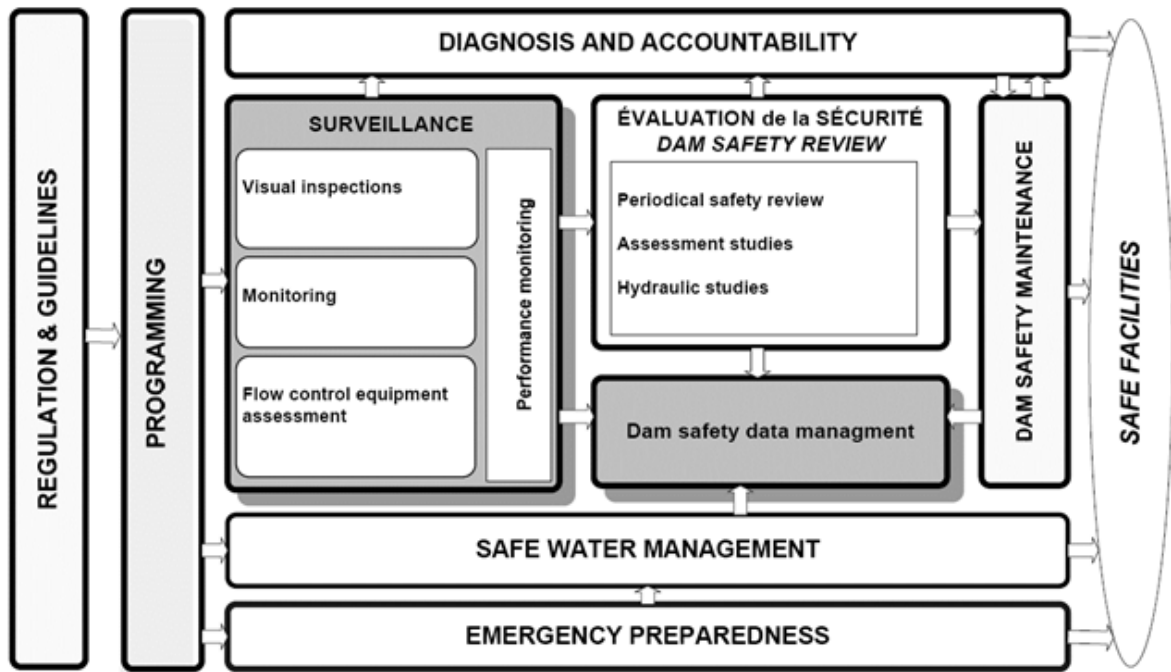 REGULATION & GUIDELINES
PROGRAMMING
DIAGNOSIS AND ACCOUNTABILITY
SURVEILLANCE
Visual inspections
Monitoring
Flow control equipment
assessment
Performance monitoring
ÉVALUATION de la SÉCURITÉ
DAM SAFETY REVIEW
Periodical safety review
Assessment studies
Hydraulic studies
Dam safety data managment
DAM SAFETY MAINTENANCE
SAFE WATER MANAGEMENT
EMERGENCY PREPAREDNESS
SAFE FACILITIES